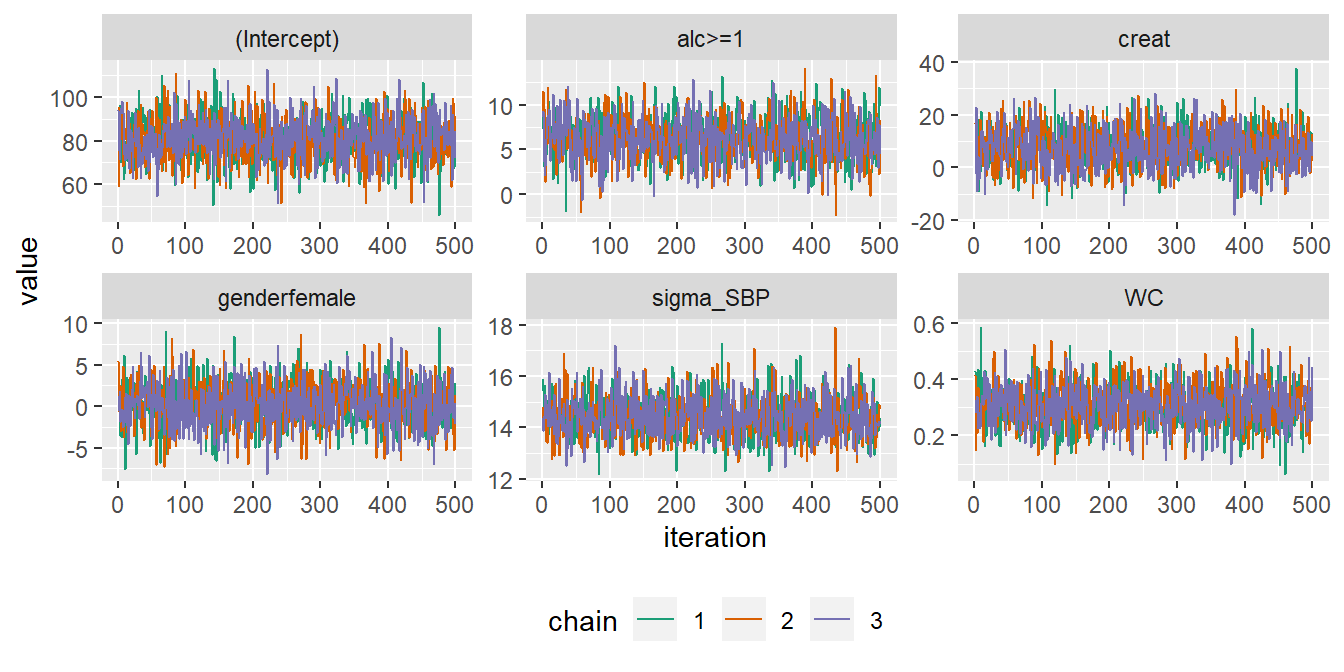 (Intercept)
alc>=1
creat
100
80
60
10
5
0
40
20
0
-20
0 100 200 300 400 500
0 100 200 300 400 500
0 100 200 300 400 500
value
genderfemale
sigma_SBP
WC
10
5
0
-5
18
16
14
12
0.6
0.4
0.2
0 100 200 300 400 500
0 100 200 300 400 500
0 100 200 300 400 500
iteration
chain 1 2 3